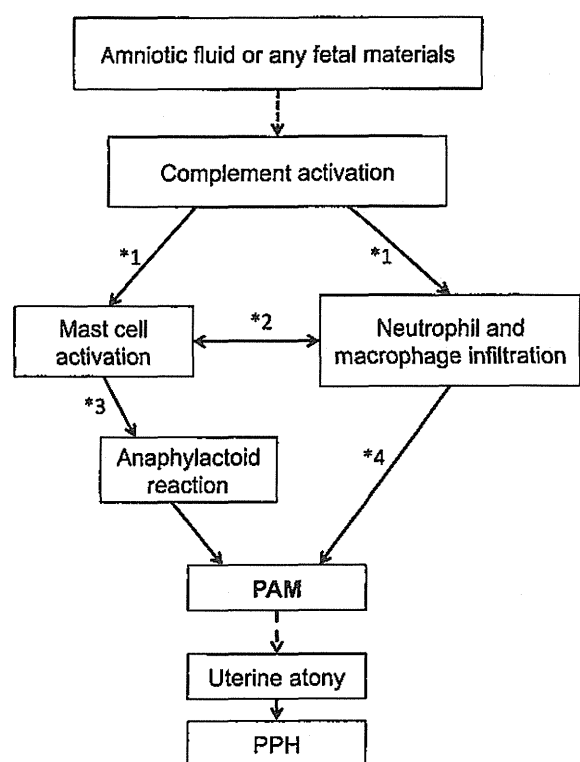 Amniotic fluid or any fetal materials
Complement activation
*1
*1
Mast cell
activation
*2
Neutrophil and
macrophage infiltration
*3
*4
Anaphylactoid
reaction
PAM
Uterine atony
PPH